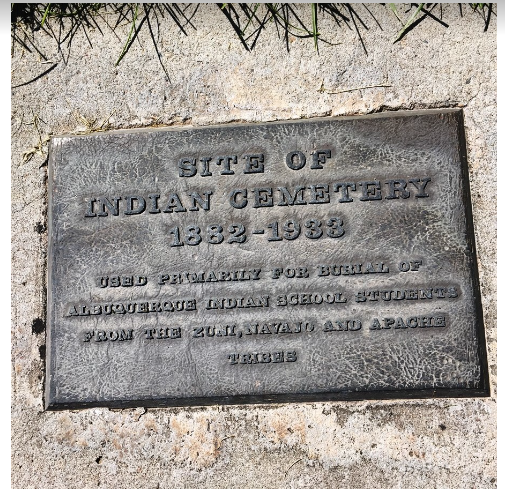 SITE OF
INDIAN CEMETERY
1882-1933
USED PRIMARILY FOR BURIAL OF
ALBUQUERQUE INDIAN SCHOOL STUDENTS
FROM THE ZUNI, NAVAJO AND APACHE
TRIBES